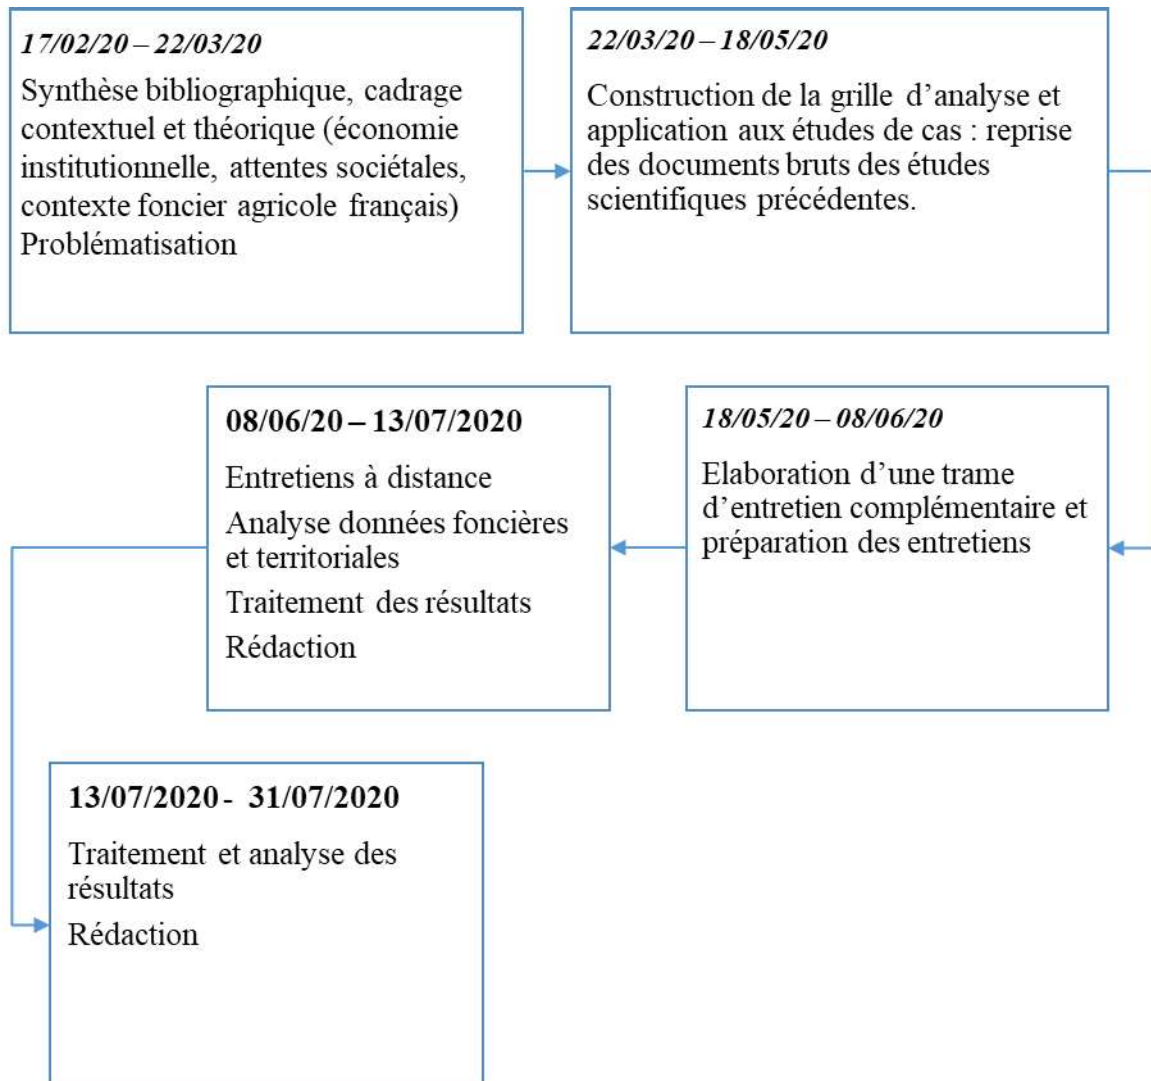 17/02/20 – 22/03/20
Synthèse bibliographique, cadrage
contextuel et théorique (économie
institutionnelle, attentes sociétales,
contexte foncier agricole français)
Problématisation
22/03/20 – 18/05/20
Construction de la grille d’analyse et
application aux études de cas : reprise
des documents bruts des études
scientifiques précédentes.
18/05/20 – 08/06/20
Elaboration d’une trame
d’entretien complémentaire et
préparation des entretiens
08/06/20 – 13/07/2020
Entretiens à distance
Analyse données foncières
et territoriales
Traitement des résultats
Rédaction
13/07/2020 - 31/07/2020
Traitement et analyse des
résultats
Rédaction